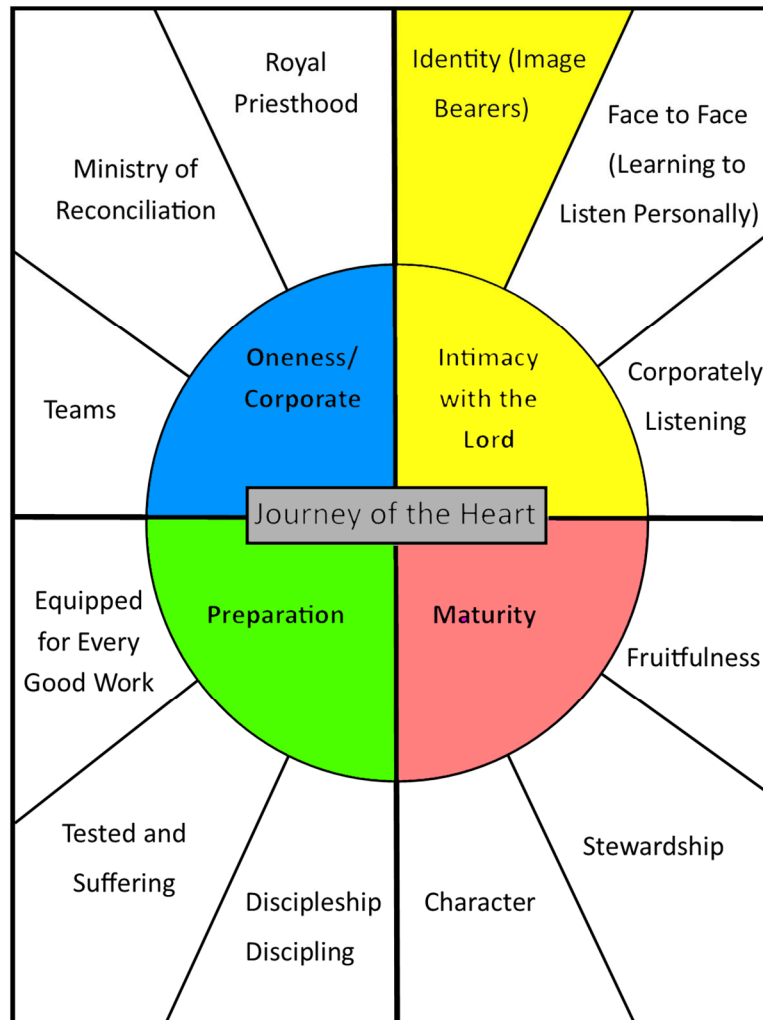 Royal
Priesthood
Identity (Image
Bearers)
Face to Face
(Learning to
Listen Personally)
Ministry of
Reconciliation
Oneness/
Corporate
Intimacy
with the
Lord
Corporately
Listening
Teams
Journey of the Heart
Equipped
for Every
Good Work
Preparation
Maturity
Fruitfulness
Tested and
Suffering
Discipleship
Discipling
Character
Stewardship